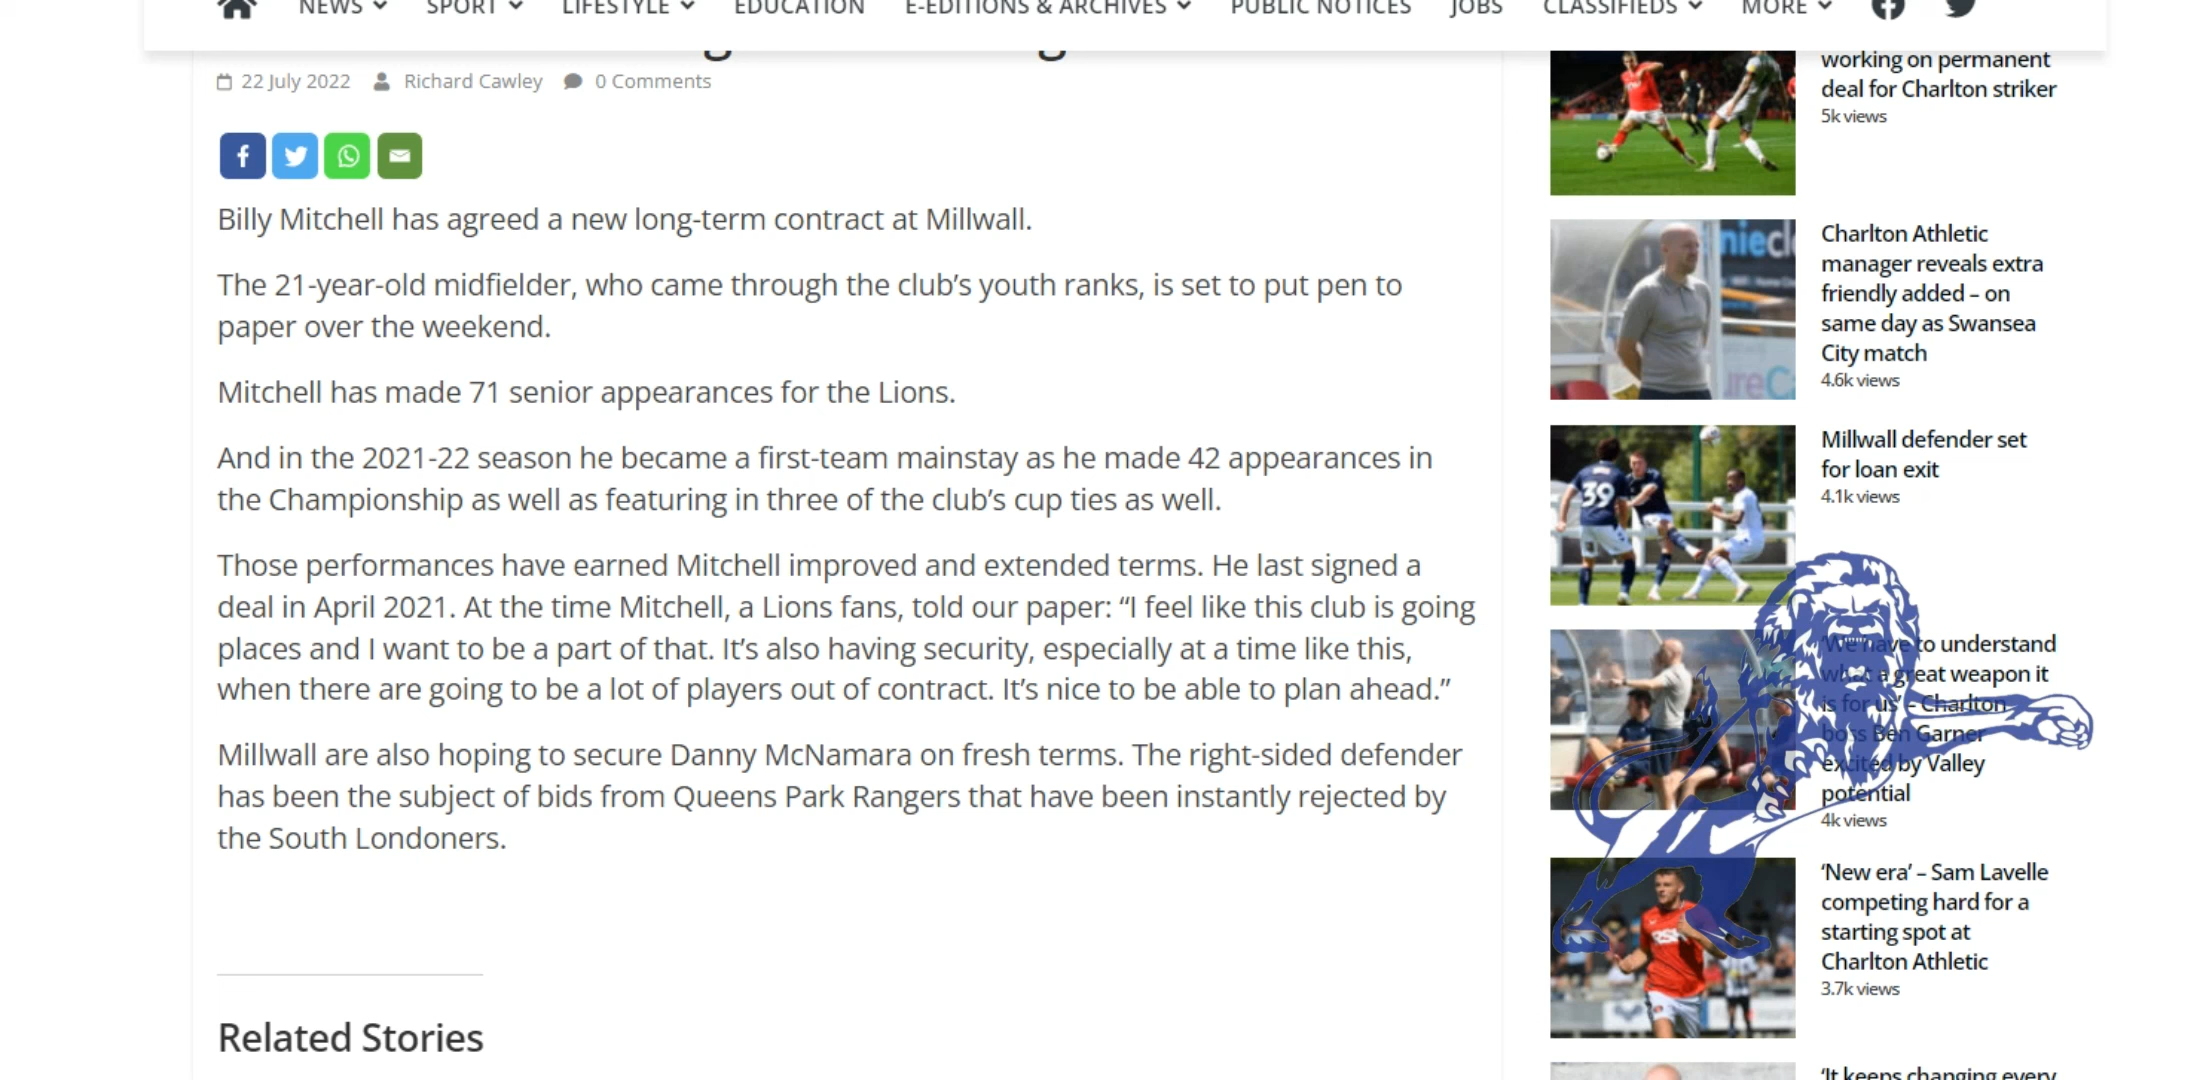 NEWS SPORT LIFESTYLE EDUCATION E-EDITIONS & ARCHIVES PUBLIC NOTICES JOBS CLASSIFIEDS MORE
22 July 2022 Richard Cawley 0 Comments
Billy Mitchell has agreed a new long-term contract at Millwall.
The 21-year-old midfielder, who came through the club’s youth ranks, is set to put pen to
paper over the weekend.
Mitchell has made 71 senior appearances for the Lions.
And in the 2021-22 season he became a first-team mainstay as he made 42 appearances in
the Championship as well as featuring in three of the club’s cup ties as well.
Those performances have earned Mitchell improved and extended terms. He last signed a
deal in April 2021. At the time Mitchell, a Lions fans, told our paper: “I feel like this club is going
places and I want to be a part of that. It’s also having security, especially at a time like this,
when there are going to be a lot of players out of contract. It’s nice to be able to plan ahead.”
Millwall are also hoping to secure Danny McNamara on fresh terms. The right-sided defender
has been the subject of bids from Queens Park Rangers that have been instantly rejected by
the South Londoners.
Related Stories
working on permanent
deal for Charlton striker
5k views
Charlton Athletic
manager reveals extra
friendly added – on
same day as Swansea
City match
4.6k views
Millwall defender set
for loan exit
4.1k views
39
‘We have to understand
what a great weapon it
is for us’ – Charlton
boss Ben Garner
excited by Valley
potential
4k views
‘New era’ – Sam Lavelle
competing hard for a
starting spot at
Charlton Athletic
3.7k views
‘It keeps changing every